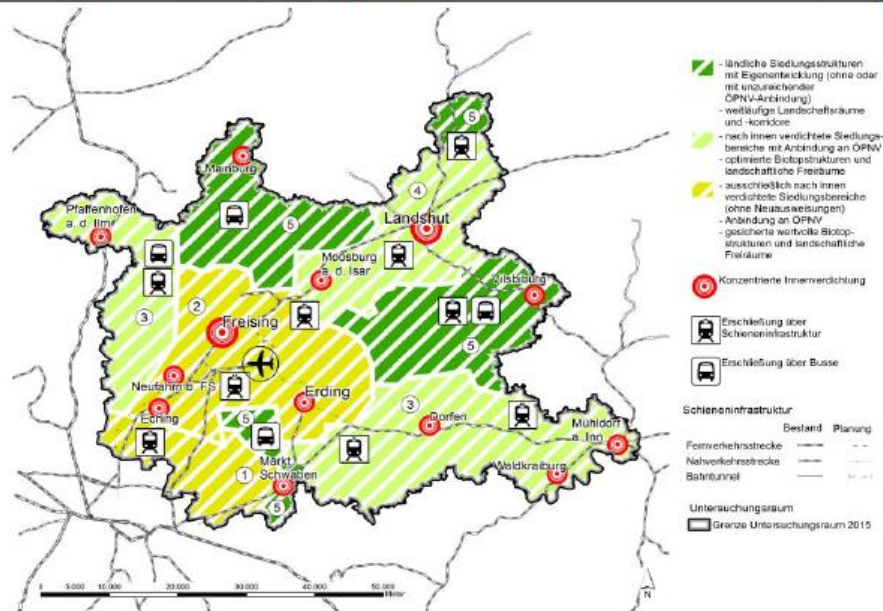 Mainburg
Pfaffenhofen
a. d. Ilm
5
5
4
Landshut
Moosburg
a. d. Isar
Vilsbiburg
2
Freising
3
5
Neufahrn b. FS
Eching
Erding
5
3
Dorfen
Mühldorf
a. Inn
Markt
Schwaben
1
Waldkraiburg
5
0 5.000 10.000 20.000 30.000 40.000 50.000
Meter
N
- ländliche Siedlungsstrukturen
mit Eigenentwicklung (ohne oder
mit unzureichender
ÖPNV-Anbindung)
- weitläufige Landschaftsräume
und -korridore
- nach innen verdichtete Siedlungs-
bereiche mit Anbindung an ÖPNV
- optimierte Biotopstrukturen und
landschaftliche Freiräume
- ausschließlich nach innen
verdichtete Siedlungsbereiche
(ohne Neuausweisungen)
- Anbindung an ÖPNV
- gesicherte wertvolle Biotop-
strukturen und landschaftliche
Freiräume
Konzentrierte Innenverdichtung
Erschließung über
Schieneninfrastruktur
Erschließung über Busse
Schieneninfrastruktur
Bestand Planung
Fernverkehrsstrecke
Nahverkehrsstrecke
Bahntunnel
Untersuchungsraum
Grenze Untersuchungsraum 2015